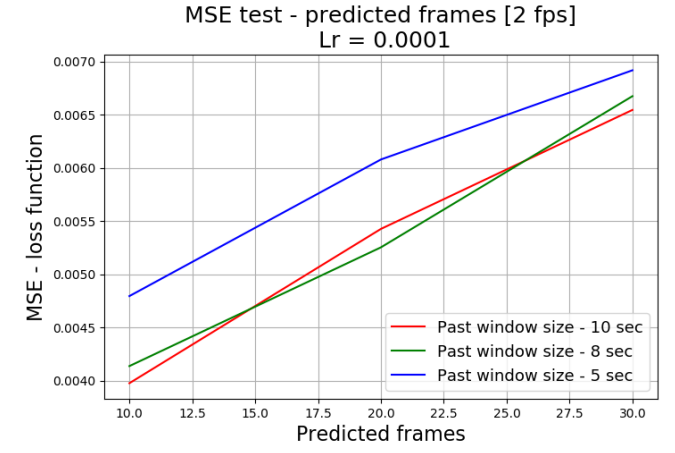 MSE test - predicted frames [2 fps]
Lr = 0.0001
MSE - loss function
0.0070
0.0065
0.0060
0.0055
0.0050
0.0045
0.0040
Past window size - 10 sec
Past window size - 8 sec
Past window size - 5 sec
10.0 12.5 15.0 17.5 20.0 22.5 25.0 27.5 30.0
Predicted frames